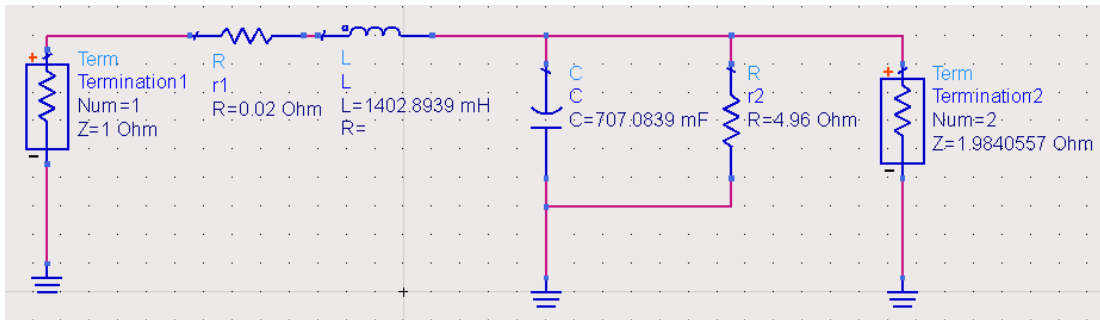 +
Term
Termination1
Num=1
Z=1 Ohm
-
R
r1
R=0.02 Ohm
L
L
L=1402.8939 mH
R=
C
C
C=707.0839 mF
R
r2
R=4.96 Ohm
+
Term
Termination2
Num=2
Z=1.9840557 Ohm
-